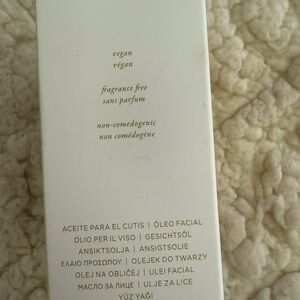 vegan
végan
fragrance free
sans parfum
non-comedogenic
non comédogène
ACEITE PARA EL CUTIS | ÓLEO FACIAL
OLIO PER IL VISO | GESICHTSÖL
ANSIKTSOLJA | ANSIGTSOLIE
ΕΛΑΙΟ ΠΡΟΣΩΠΟΥ | OLEJEK DO TWARZY
OLEJ NA OBLIČEJ | ULEI FACIAL
МАСЛО ЗА ЛИЦЕ | ULJE ZA LICE
YÜZ YAĞI